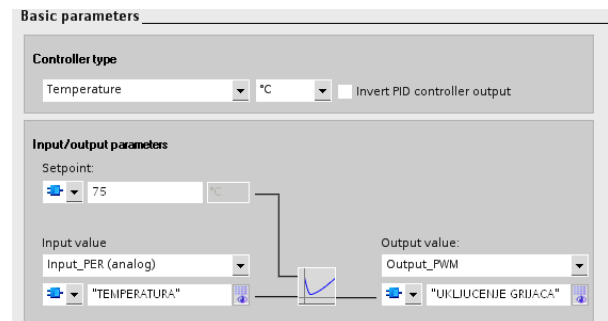 Basic parameters
Controller type
Temperature °C Invert PID controller output
Input/output parameters
Setpoint:
75 °C
Input value Output value:
Input_PER (analog) Output_PWM
"TEMPERATURA" "UKLJUCENJE GRIJACA"